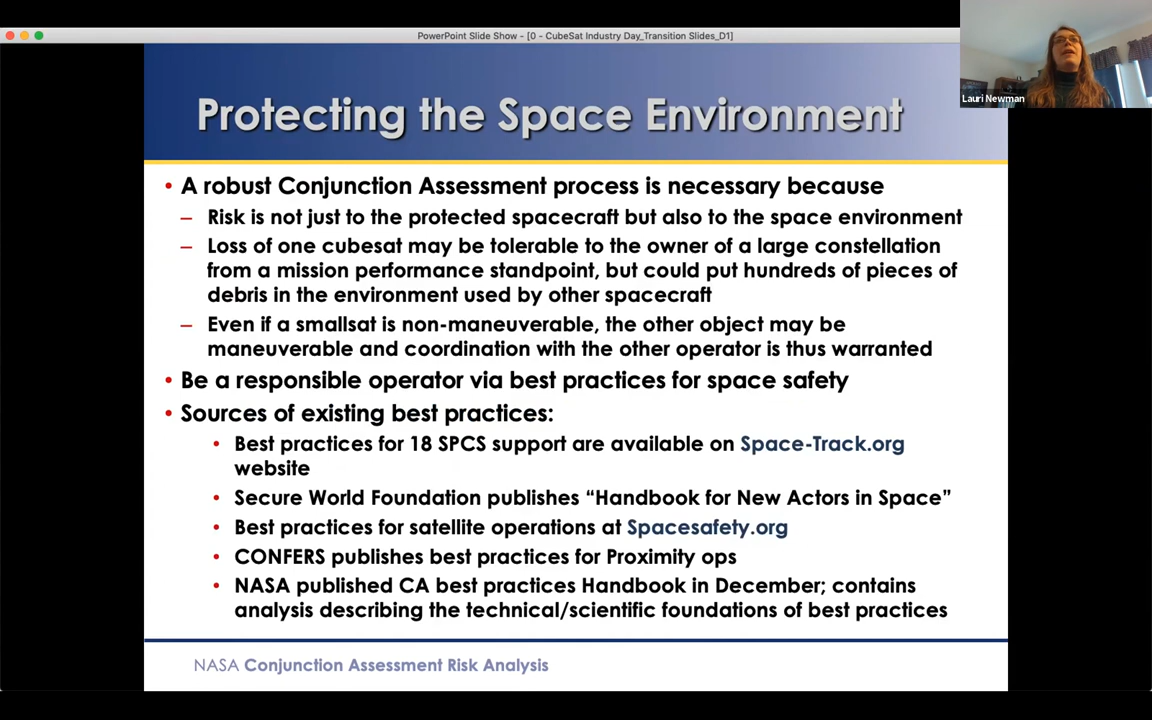 PowerPoint Slide Show - [0 - CubeSat Industry Day_Transition Slides_D1]
Lauri Newman
Protecting the Space Environment
• A robust Conjunction Assessment process is necessary because
– Risk is not just to the protected spacecraft but also to the space environment
– Loss of one cubesat may be tolerable to the owner of a large constellation
from a mission performance standpoint, but could put hundreds of pieces of
debris in the environment used by other spacecraft
– Even if a smallsat is non-maneuverable, the other object may be
maneuverable and coordination with the other operator is thus warranted
• Be a responsible operator via best practices for space safety
• Sources of existing best practices:
• Best practices for 18 SPCS support are available on Space-Track.org
website
• Secure World Foundation publishes “Handbook for New Actors in Space”
• Best practices for satellite operations at Spacesafety.org
• CONFERS publishes best practices for Proximity ops
• NASA published CA best practices Handbook in December; contains
analysis describing the technical/scientific foundations of best practices
NASA Conjunction Assessment Risk Analysis